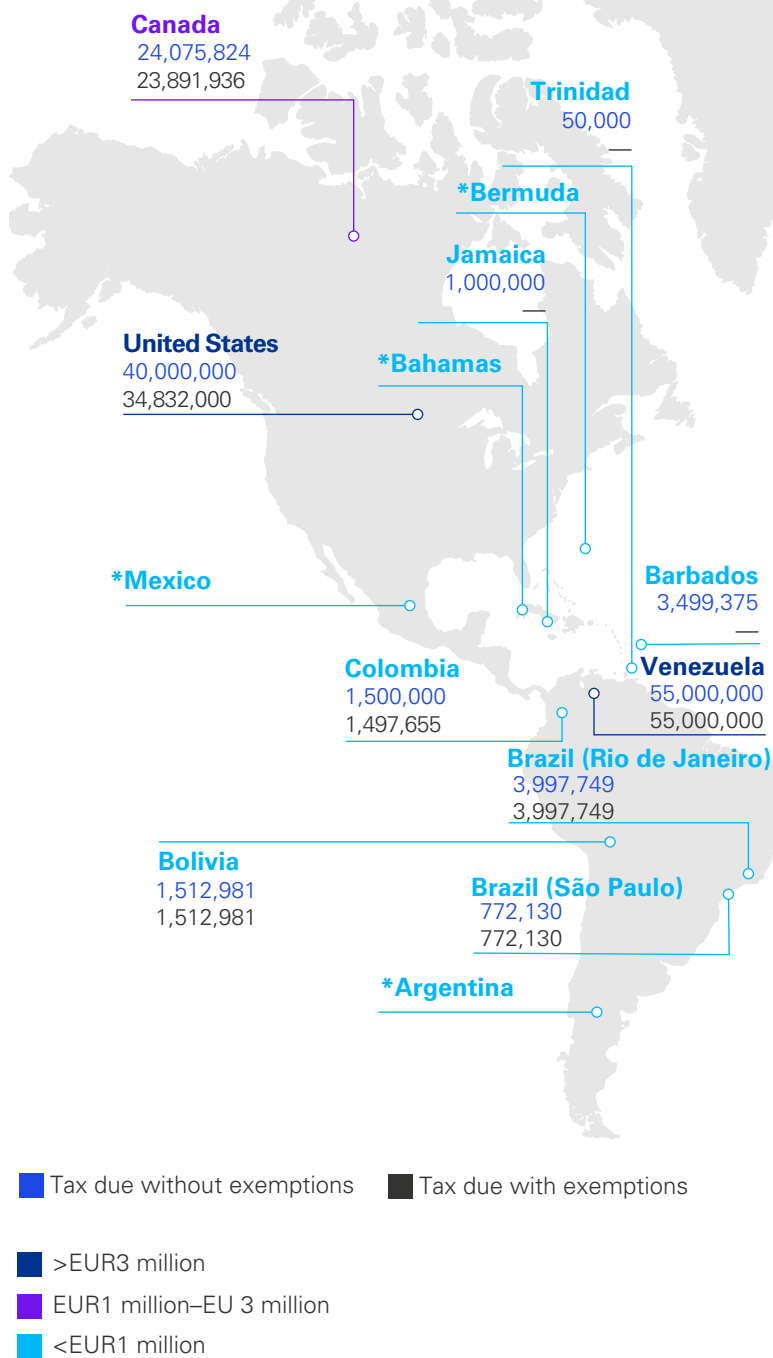 Canada
24,075,824
23,891,936
Trinidad
50,000
—
*Bermuda
Jamaica
1,000,000
—
United States
40,000,000
34,832,000
*Bahamas
*Mexico
Barbados
3,499,375
—
Colombia
1,500,000
1,497,655
Venezuela
55,000,000
55,000,000
Brazil (Rio de Janeiro)
3,997,749
3,997,749
Bolivia
1,512,981
1,512,981
Brazil (São Paulo)
772,130
772,130
*Argentina
Tax due without exemptions
Tax due with exemptions
>EUR3 million
EUR1 million–EU 3 million
<EUR1 million